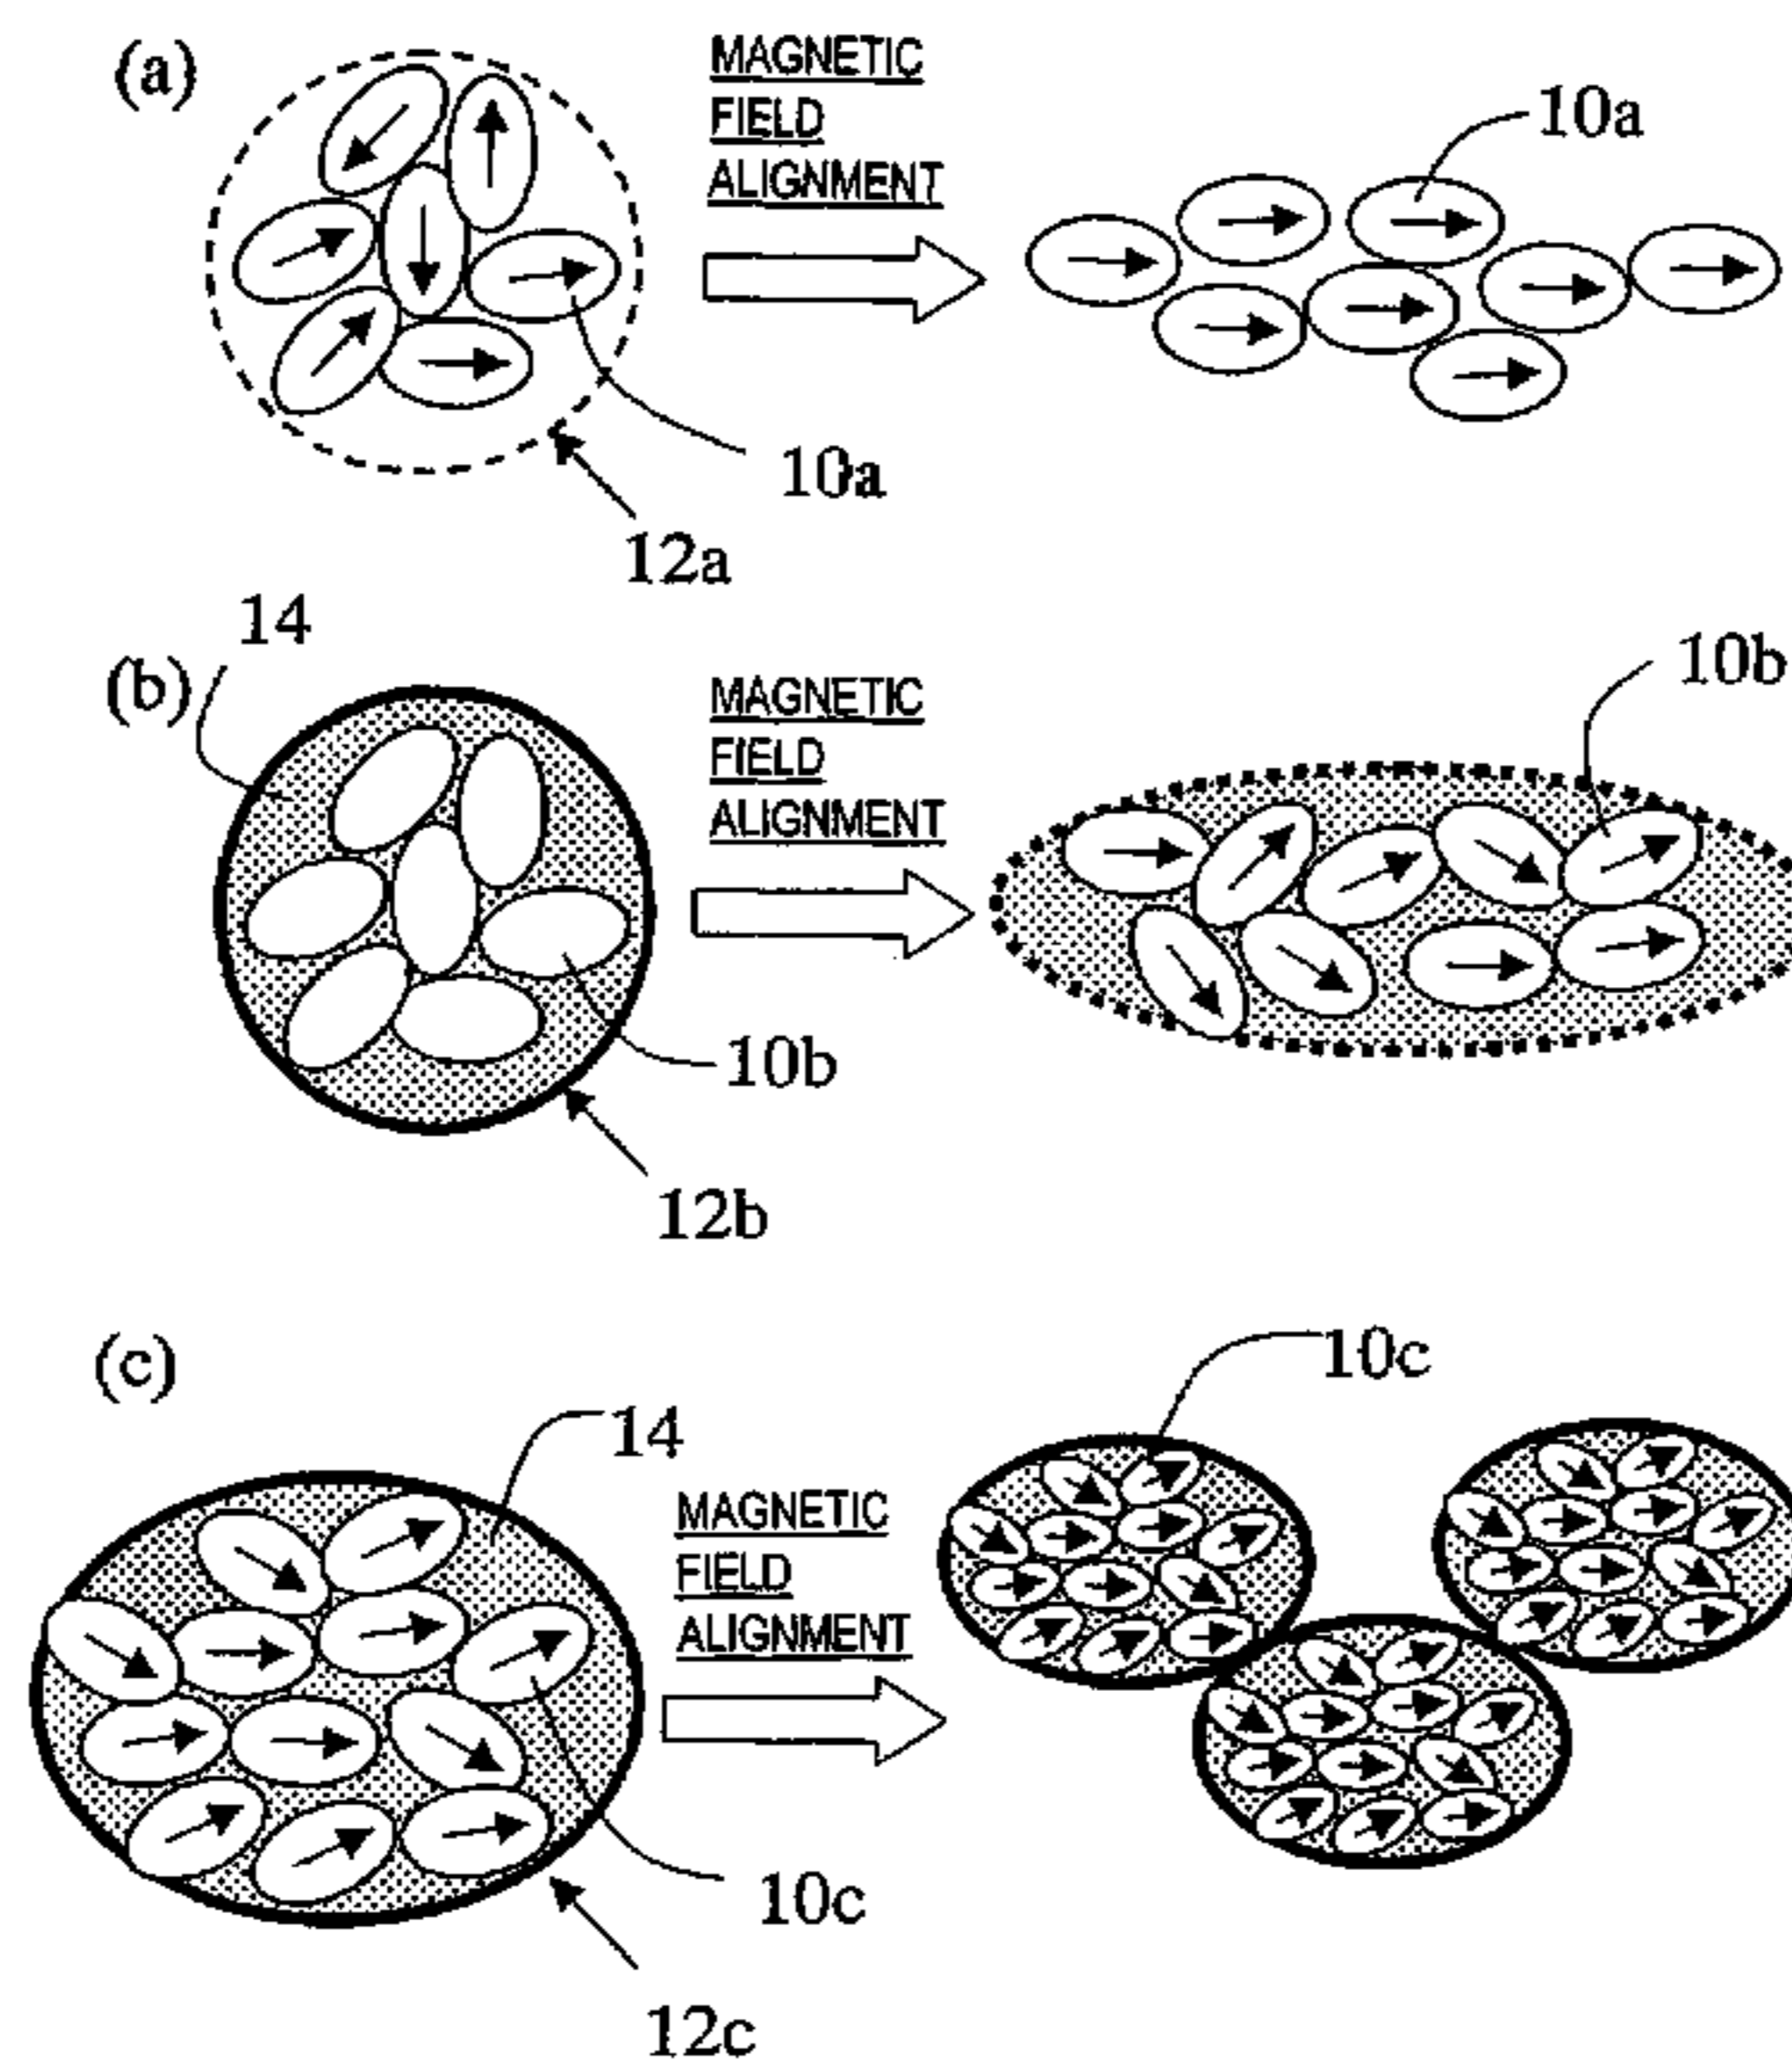 (a)
MAGNETIC
FIELD
ALIGNMENT
10a
10a
12a
14
(b)
MAGNETIC
FIELD
ALIGNMENT
10b
10b
12b
(c)
10c
14
MAGNETIC
FIELD
ALIGNMENT
10c
12c